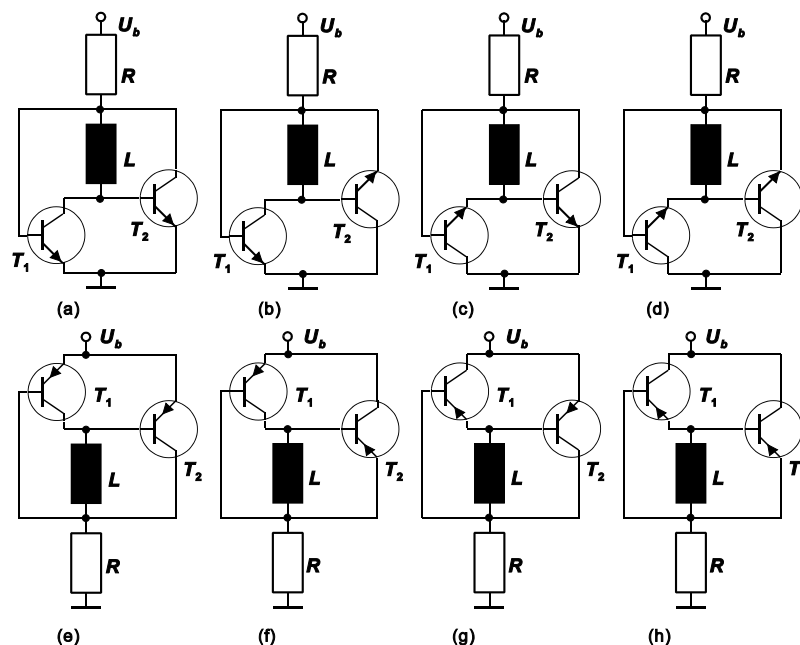 U_b U_b U_b U_b
R R R R
L L L L
T_2 T_2 T_2 T_2
T_1 T_1 T_1 T_1
(a) (b) (c) (d)
U_b U_b U_b U_b
T_1 T_1 T_1 T_1
T_2 T_2 T_2 T
L L L L
R R R R
(e) (f) (g) (h)